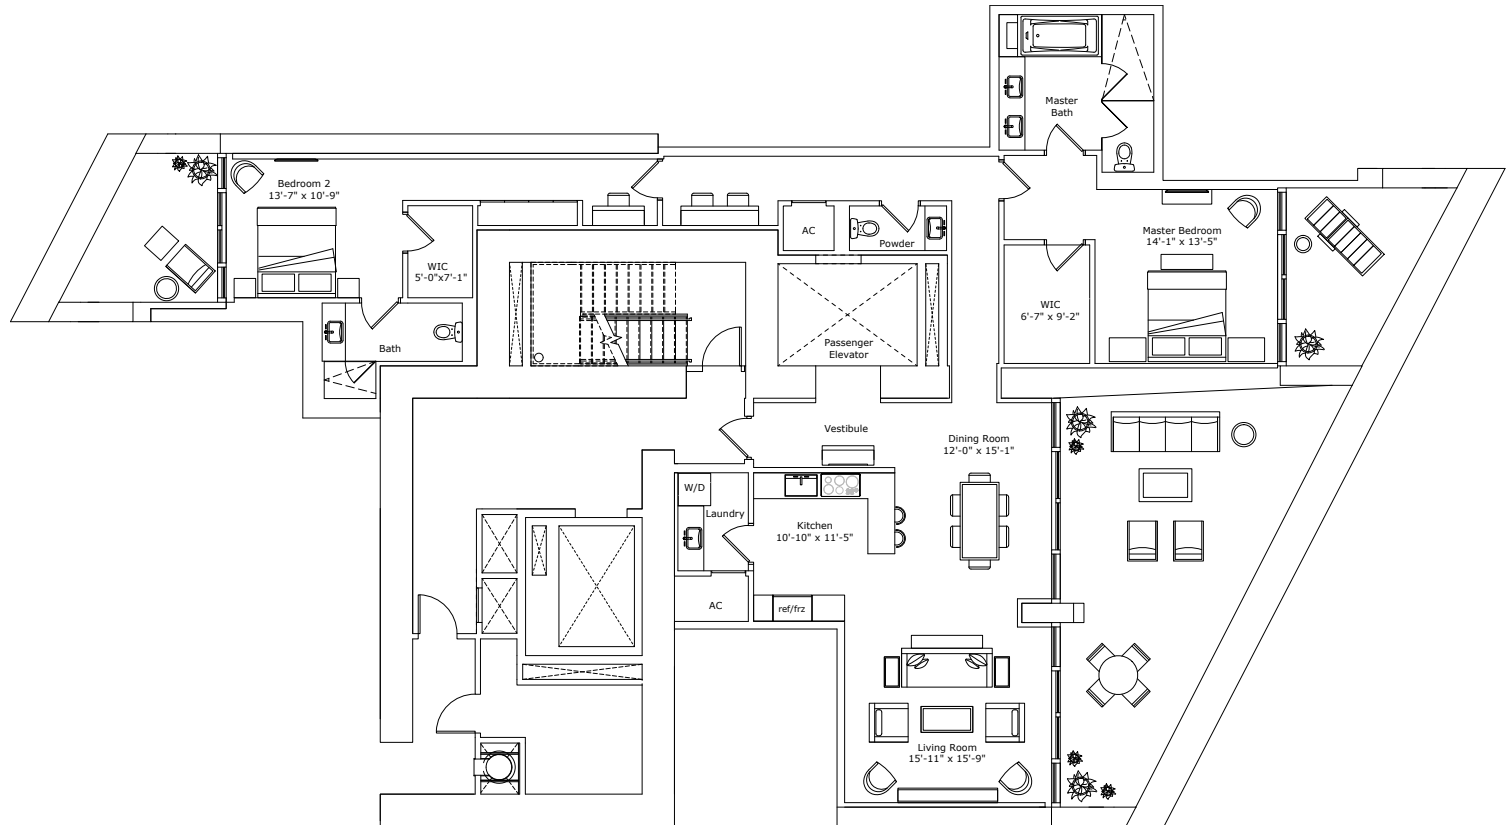 Master
Bath
Bedroom 2
13'-7" x 10'-9"
AC
Powder
Master Bedroom
14'-1" x 13'-5"
WIC
5'-0"x7'-1"
WIC
6'-7" x 9'-2"
Bath
Passenger
Elevator
Vestibule
Dining Room
12'-0" x 15'-1"
W/D
Laundry
Kitchen
10'-10" x 11'-5"
AC
ref/frz
Living Room
15'-11" x 15'-9"